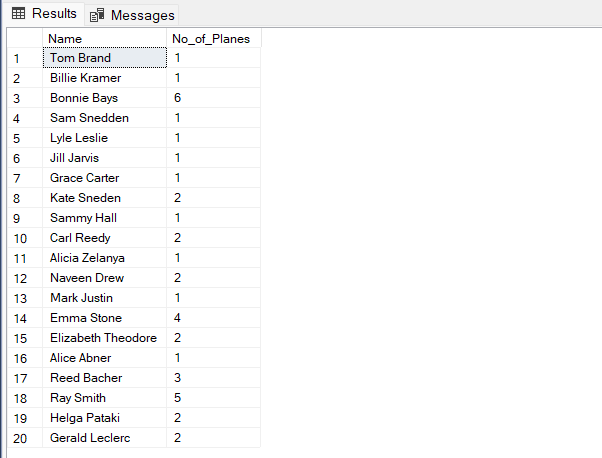 Results Messages
Name No_of_Planes
1 Tom Brand 1
2 Billie Kramer 1
3 Bonnie Bays 6
4 Sam Snedden 1
5 Lyle Leslie 1
6 Jill Jarvis 1
7 Grace Carter 1
8 Kate Sneden 2
9 Sammy Hall 1
10 Carl Reedy 2
11 Alicia Zelanya 1
12 Naveen Drew 2
13 Mark Justin 1
14 Emma Stone 4
15 Elizabeth Theodore 2
16 Alice Abner 1
17 Reed Bacher 3
18 Ray Smith 5
19 Helga Pataki 2
20 Gerald Leclerc 2